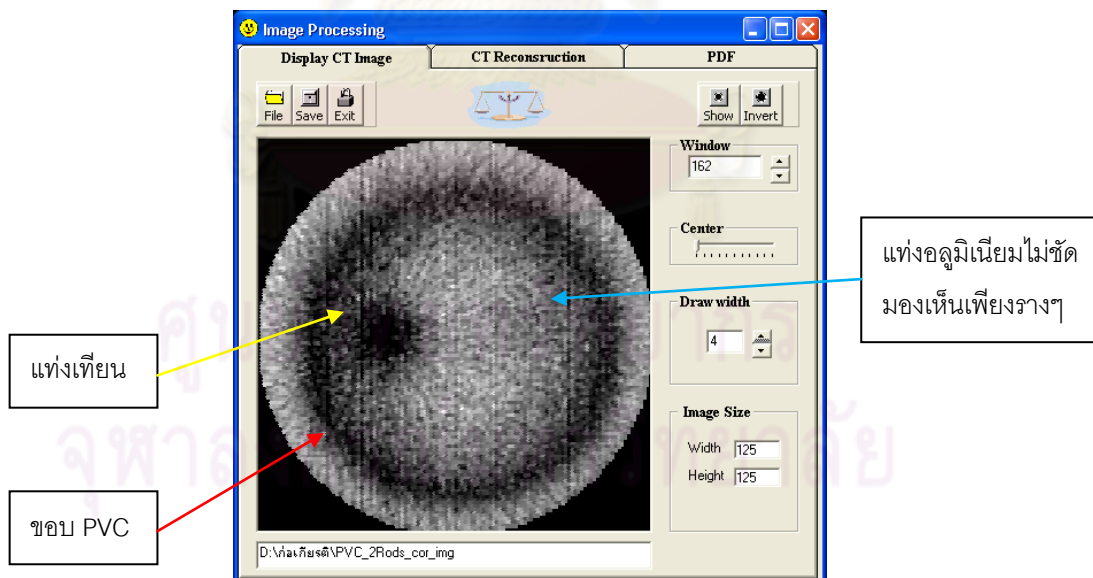 Image Processing
Display CT Image
CT Reconsruction
PDF
File
Save
Exit
Show
Invert
Window
162
Center
Draw width
4
Image Size
Width 125
Height 125
D:\ก่อเกียรติ\PVC_2Rods_cor_img
แท่งเทียน
ขอบ PVC
แท่งอลูมิเนียมไม่ชัด
มองเห็นเพียงรางๆ